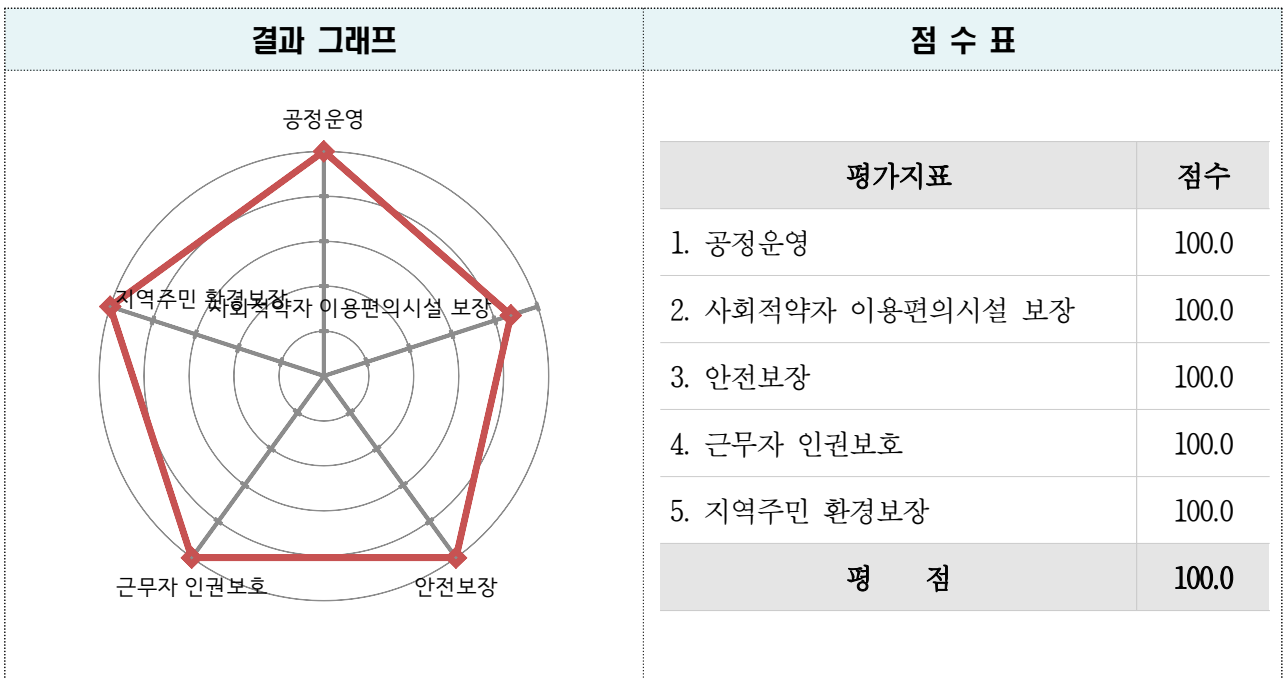 결과 그래프
점 수 표
공정운영
지역주민 환경보장
사회적약자 이용편의시설 보장
근무자 인권보호
안전보장
평가지표 점수
1. 공정운영 100.0
2. 사회적약자 이용편의시설 보장 100.0
3. 안전보장 100.0
4. 근무자 인권보호 100.0
5. 지역주민 환경보장 100.0
평 점 100.0